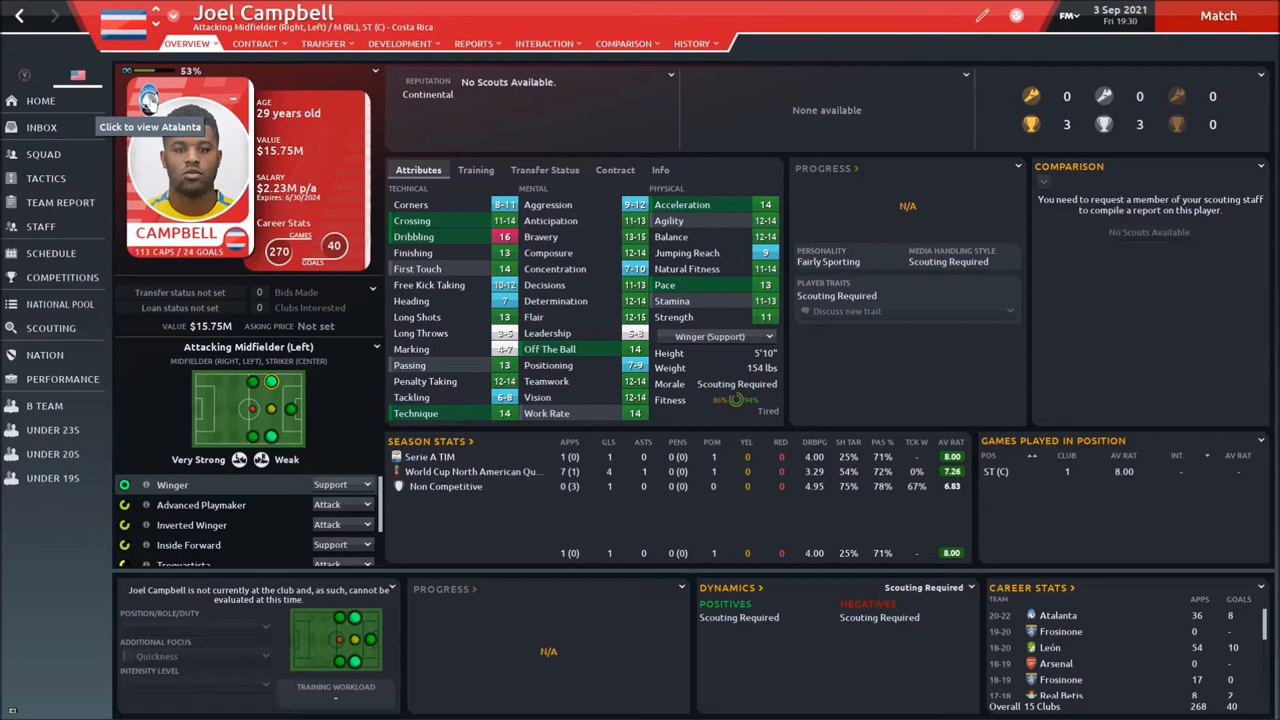 Joel Campbell
Attacking Midfielder (Right, Left) / M (RL), ST (C) - Costa Rica
FM
3 Sep 2021
Fri 19:30
Match
OVERVIEW
CONTRACT
TRANSFER
DEVELOPMENT
REPORTS
INTERACTION
COMPARISON
HISTORY
HOME
INBOX
SQUAD
TACTICS
TEAM REPORT
STAFF
SCHEDULE
COMPETITIONS
NATIONAL POOL
SCOUTING
NATION
PERFORMANCE
B TEAM
UNDER 23S
UNDER 20S
UNDER 19S
53%
Click to view Atalanta
CAMPBELL
113 CAPS / 24 GOALS
AGE
29 years old
VALUE
$15.75M
SALARY
$2.23M p/a
Expires: 6/30/2024
Career Stats
GAMES
270
40
GOALS
Transfer status not set 0 Bids Made
Loan status not set 0 Clubs Interested
VALUE $15.75M ASKING PRICE Not set
Attacking Midfielder (Left)
MIDFIELDER (RIGHT, LEFT), STRIKER (CENTER)
Very Strong Weak
Winger Support
Advanced Playmaker Attack
Inverted Winger Attack
Inside Forward Support
Trequartista Attack
REPUTATION
Continental
No Scouts Available.
None available
0 0 0
3 3 0
Attributes Training Transfer Status Contract Info
TECHNICAL MENTAL PHYSICAL
Corners 8-11 Aggression 9-12 Acceleration 14
Crossing 11-14 Anticipation 11-13 Agility 12-14
Dribbling 16 Bravery 13-15 Balance 12-14
Finishing 13 Composure 12-14 Jumping Reach 9
First Touch 14 Concentration 7-10 Natural Fitness 11-14
Free Kick Taking 10-12 Decisions 11-13 Pace 13
Heading 7 Determination 12-14 Stamina 11-13
Long Shots 13 Flair 12-15 Strength 11
Long Throws 3-5 Leadership 5-8 Winger (Support)
Marking 4-7 Off The Ball 14 Height 5'10"
Passing 13 Positioning 7-9 Weight 154 lbs
Penalty Taking 12-14 Teamwork 12-14 Morale Scouting Required
Tackling 6-8 Vision 12-14 Fitness 86% 94%
Technique 14 Work Rate 14 Tired
PROGRESS >
N/A
PERSONALITY
Fairly Sporting
MEDIA HANDLING STYLE
Scouting Required
PLAYER TRAITS
Scouting Required
Discuss new trait
COMPARISON
You need to request a member of your scouting staff
to compile a report on this player.
No Scouts Available.
SEASON STATS > APPS GLS ASTS PENS POM YEL RED DRBPG SH TAR PAS % TCK W AV RAT
Serie A TIM 1 (0) 1 0 0 (0) 1 0 0 4.00 25% 71% - 8.00
World Cup North American Qu... 7 (1) 4 1 0 (0) 1 0 0 3.29 54% 72% 0% 7.26
Non Competitive 0 (3) 1 0 0 (0) 0 0 0 4.95 75% 78% 67% 6.83
1 (0) 1 0 0 (0) 1 0 0 4.00 25% 71% - 8.00
GAMES PLAYED IN POSITION
POS CLUB AV RAT INT. AV RAT
ST (C) 1 8.00 - -
Joel Campbell is not currently at the club and, as such, cannot be
evaluated at this time.
POSITION/ROLE/DUTY
ADDITIONAL FOCUS
Quickness
INTENSITY LEVEL
TRAINING WORKLOAD
-
PROGRESS >
N/A
DYNAMICS > Scouting Required
POSITIVES NEGATIVES
Scouting Required Scouting Required
CAREER STATS >
TEAM APPS GOALS
20-22 Atalanta 36 8
19-20 Frosinone 0 -
18-20 León 54 10
18-19 Arsenal 0 -
18-19 Frosinone 17 0
17-18 Real Betis 8 2
Overall 15 Clubs 268 40